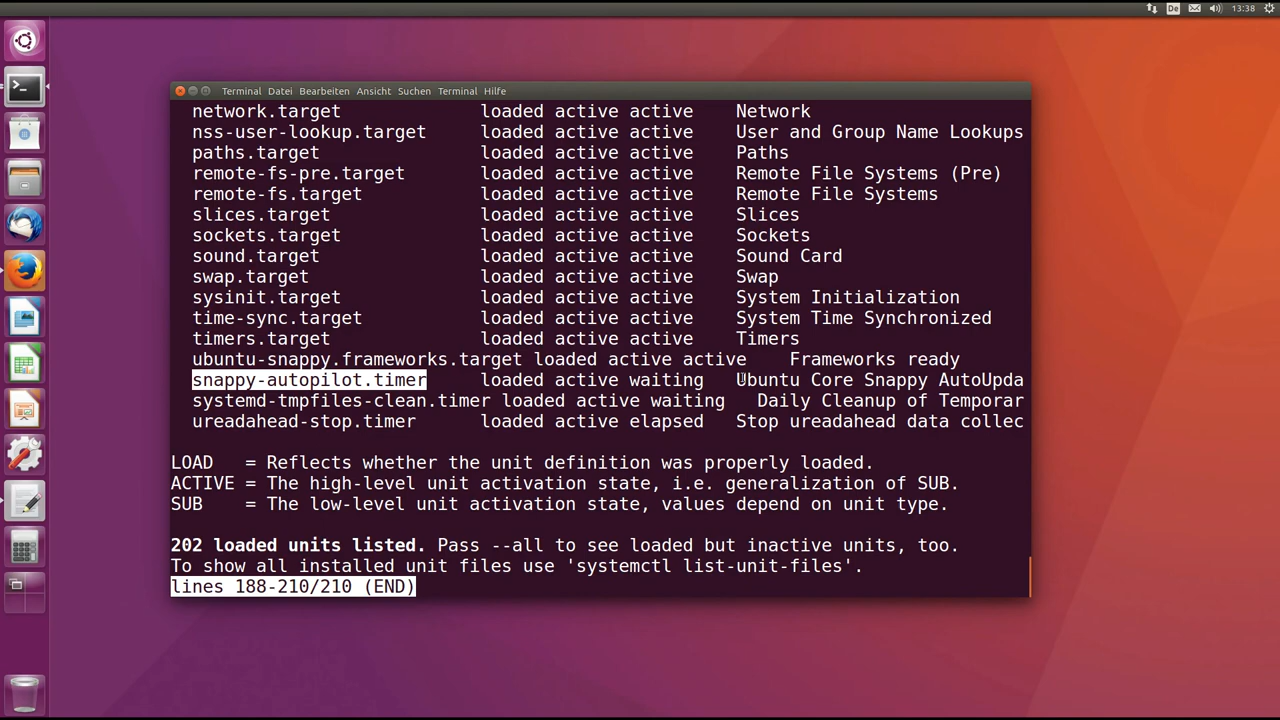 De 13:38
Terminal Datei Bearbeiten Ansicht Suchen Terminal Hilfe
network.target loaded active active Network
nss-user-lookup.target loaded active active User and Group Name Lookups
paths.target loaded active active Paths
remote-fs-pre.target loaded active active Remote File Systems (Pre)
remote-fs.target loaded active active Remote File Systems
slices.target loaded active active Slices
sockets.target loaded active active Sockets
sound.target loaded active active Sound Card
swap.target loaded active active Swap
sysinit.target loaded active active System Initialization
time-sync.target loaded active active System Time Synchronized
timers.target loaded active active Timers
ubuntu-snappy.frameworks.target loaded active active Frameworks ready
snappy-autopilot.timer loaded active waiting Ubuntu Core Snappy AutoUpda
systemd-tmpfiles-clean.timer loaded active waiting Daily Cleanup of Temporar
ureadahead-stop.timer loaded active elapsed Stop ureadahead data collec
LOAD = Reflects whether the unit definition was properly loaded.
ACTIVE = The high-level unit activation state, i.e. generalization of SUB.
SUB = The low-level unit activation state, values depend on unit type.
202 loaded units listed. Pass --all to see loaded but inactive units, too.
To show all installed unit files use 'systemctl list-unit-files'.
lines 188-210/210 (END)